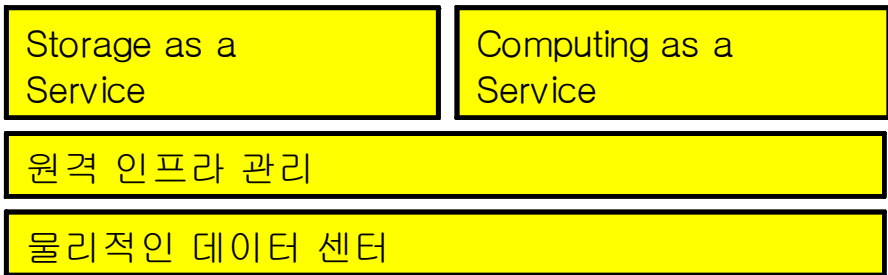 Storage as a
Service
Computing as a
Service
원격 인프라 관리
물리적인 데이터 센터